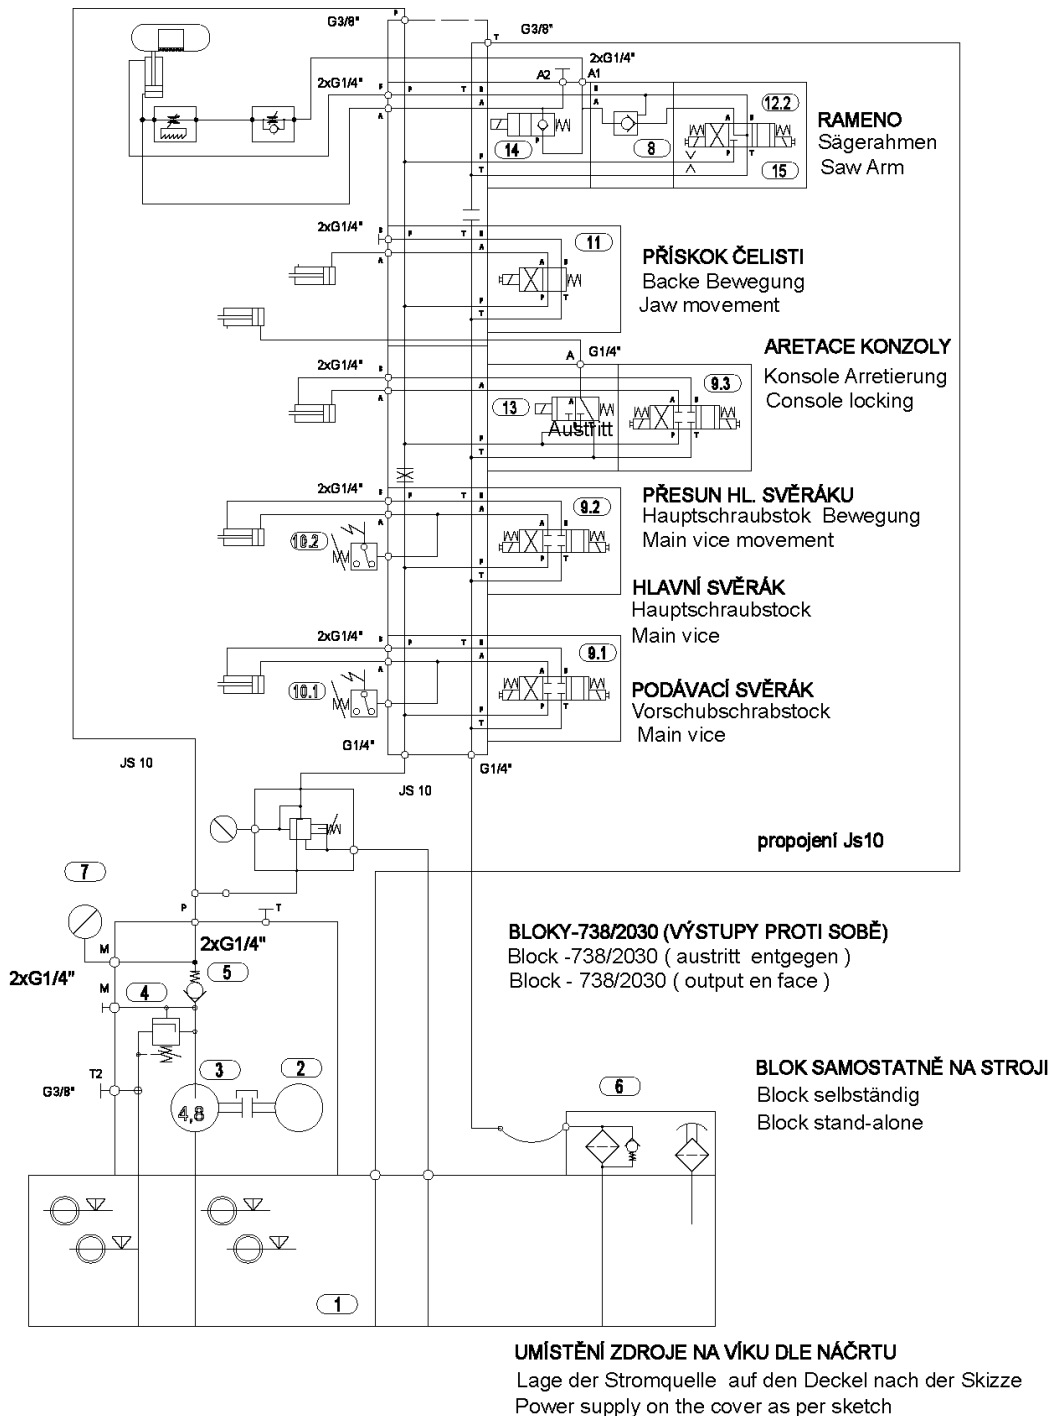 P
G3/8"
T
G3/8"
2xG1/4"
A2
A1
2xG1/4"
P
T
B
A
B
A
A
12.2
RAMENO
Sägerahmen
Saw Arm
14
8
15
A
B
P
T
P
P
T
2xG1/4"
B
P
T
B
A
A
11
A
B
P
T
P
T
PŘÍSKOK ČELISTI
Backe Bewegung
Jaw movement
ARETACE KONZOLY
Konsole Arretierung
Console locking
A
G1/4"
2xG1/4"
B
A
A
9.3
13
A
Austritt
A
B
P
T
P
T
2xG1/4"
B
P
T
B
A
A
9.2
10.2
A
B
P
T
P
T
PŘESUN HL. SVĚRÁKU
Hauptschraubstok Bewegung
Main vice movement
HLAVNÍ SVĚRÁK
Hauptschraubstock
Main vice
2xG1/4"
B
P
T
B
A
A
9.1
10.1
A
B
P
T
P
T
PODÁVACÍ SVĚRÁK
Vorschubschrabstock
Main vice
G1/4"
G1/4"
JS 10
JS 10
propojení Js10
7
P
T
M
2xG1/4"
2xG1/4"
5
M
4
BLOKY-738/2030 (VÝSTUPY PROTI SOBĚ)
Block -738/2030 ( austritt entgegen )
Block - 738/2030 ( output en face )
T2
G3/8"
3
2
4,8
6
BLOK SAMOSTATNĚ NA STROJI
Block selbständig
Block stand-alone
1
UMÍSTĚNÍ ZDROJE NA VÍKU DLE NÁČRTU
Lage der Stromquelle auf den Deckel nach der Skizze
Power supply on the cover as per sketch